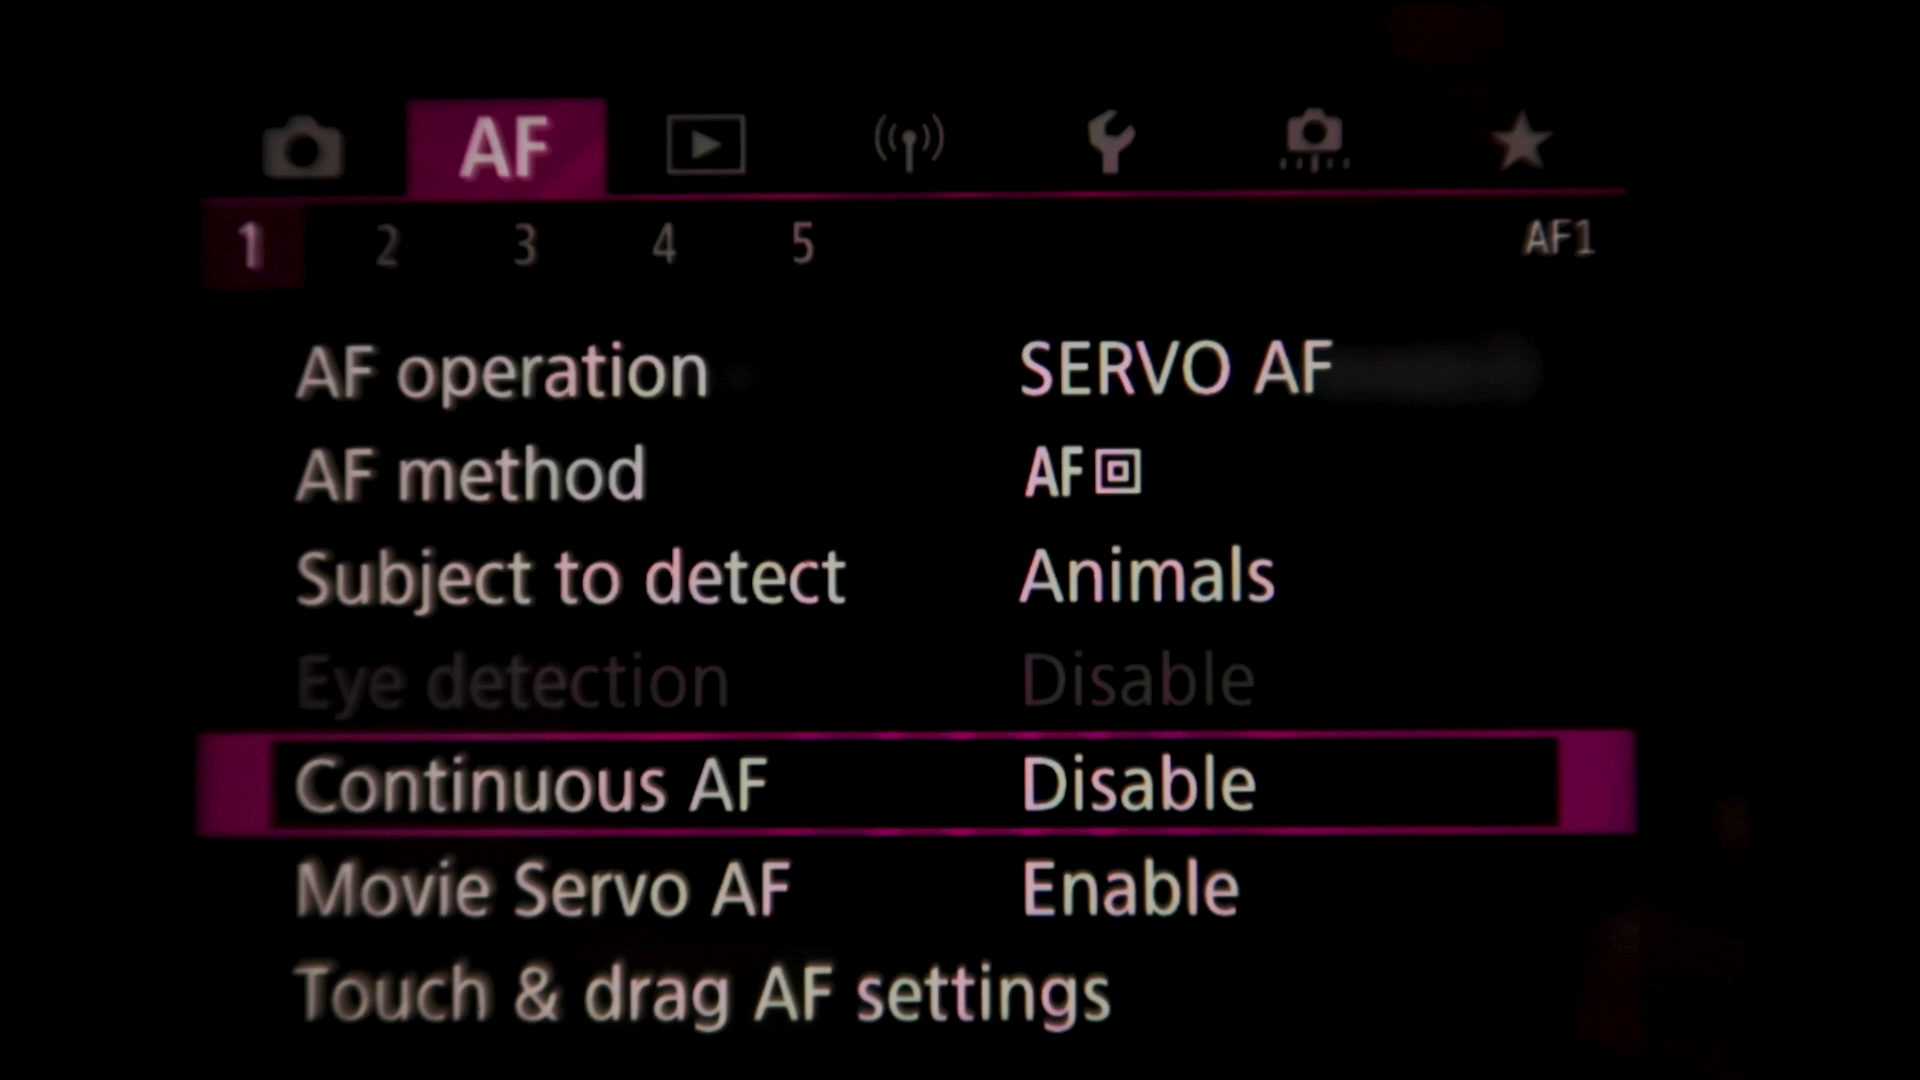 AF
1 2 3 4 5 AF1
AF operation SERVO AF
AF method AF
Subject to detect Animals
Eye detection Disable
Continuous AF Disable
Movie Servo AF Enable
Touch & drag AF settings